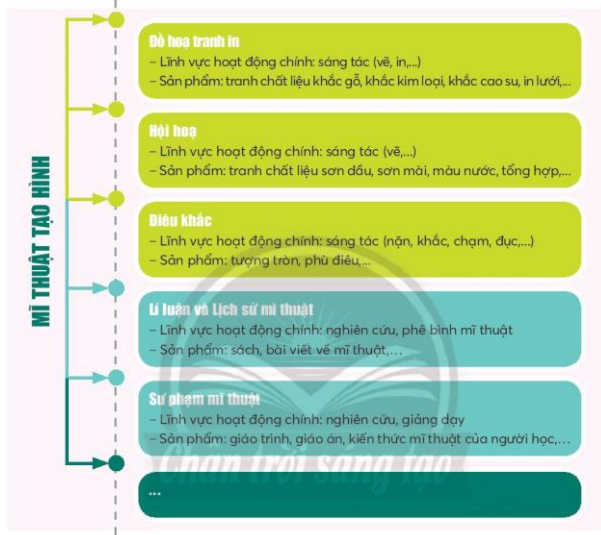 MĨ THUẬT TẠO HÌNH
Đồ hoạ tranh in
– Lĩnh vực hoạt động chính: sáng tác (vẽ, in,...)
– Sản phẩm: tranh chất liệu khắc gỗ, khắc kim loại, khắc cao su, in lưới,...
Hội hoạ
– Lĩnh vực hoạt động chính: sáng tác (vẽ,...)
– Sản phẩm: tranh chất liệu sơn dầu, sơn mài, màu nước, tổng hợp,...
Điêu khắc
– Lĩnh vực hoạt động chính: sáng tác (nặn, khắc, chạm, đục,...)
– Sản phẩm: tượng tròn, phù điêu,...
Lí luận và Lịch sử mĩ thuật
– Lĩnh vực hoạt động chính: nghiên cứu, phê bình mĩ thuật
– Sản phẩm: sách, bài viết về mĩ thuật,...
Sư phạm mĩ thuật
– Lĩnh vực hoạt động chính: nghiên cứu, giảng dạy
– Sản phẩm: giáo trình, giáo án, kiến thức mĩ thuật của người học,...
Chân trời sáng tạo
...